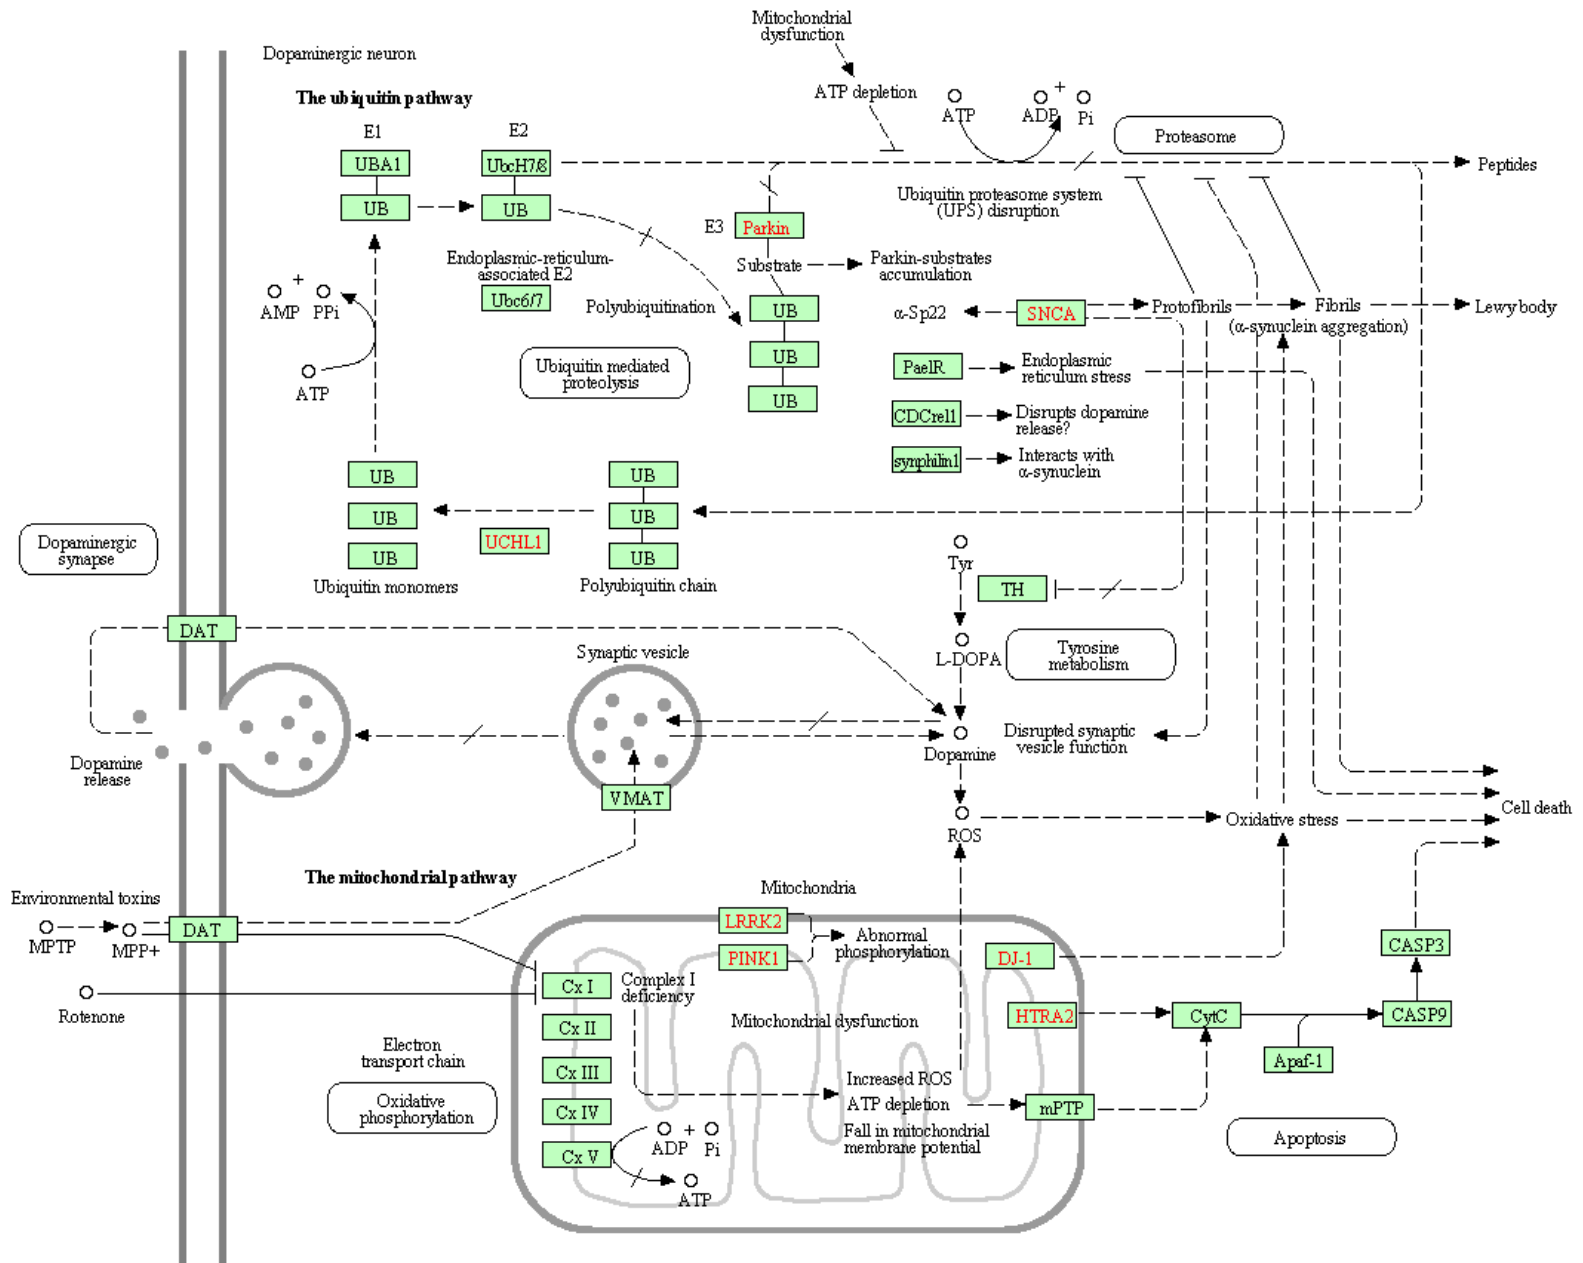 Mitochondrial
dysfunction
Dopaminergic neuron
ATP depletion
The ubiquitin pathway
ATP
ADP
+
Pi
Proteasome
E1
E2
UBA1
UbcH7/8
Peptides
UB
UB
Ubiquitin proteasome system
(UPS) disruption
E3
Parkin
Endoplasmic-reticulum-
associated E2
Ubc6/7
Substrate
Parkin-substrates
accumulation
AMP
+
PPi
Polyubiquitination
UB
UB
UB
α-Sp22
SNCA
Protofibrils
Fibrils
(α-synuclein aggregation)
Lewy body
ATP
Ubiquitin mediated
proteolysis
PaelR
Endoplasmic
reticulum stress
CDCrel1
Disrupts dopamine
release?
synphilin1
Interacts with
α-synuclein
UB
UB
UB
Ubiquitin monomers
UCHL1
UB
UB
UB
Polyubiquitin chain
Dopaminergic
synapse
Tyr
TH
DAT
Synaptic vesicle
L-DOPA
Tyrosine
metabolism
Dopamine
Disrupted synaptic
vesicle function
Dopamine
release
VMAT
ROS
Oxidative stress
Cell death
The mitochondrial pathway
Environmental toxins
MPTP
MPP+
DAT
Rotenone
Mitochondria
LRRK2
PINK1
Abnormal
phosphorylation
DJ-1
CASP3
Cx I
Complex I
deficiency
Cx II
Mitochondrial dysfunction
HTRA2
CytC
CASP9
Apaf-1
Electron
transport chain
Cx III
Oxidative
phosphorylation
Cx IV
Increased ROS
ATP depletion
Fall in mitochondrial
membrane potential
mPTP
Cx V
ADP
+
Pi
ATP
Apoptosis